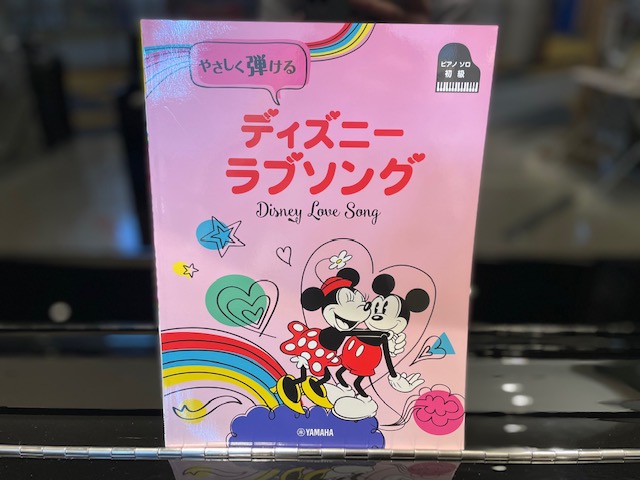 やさしく弾ける
ピアノ ソロ
初級
ディズニー
ラブソング
Disney Love Song
YAMAHA